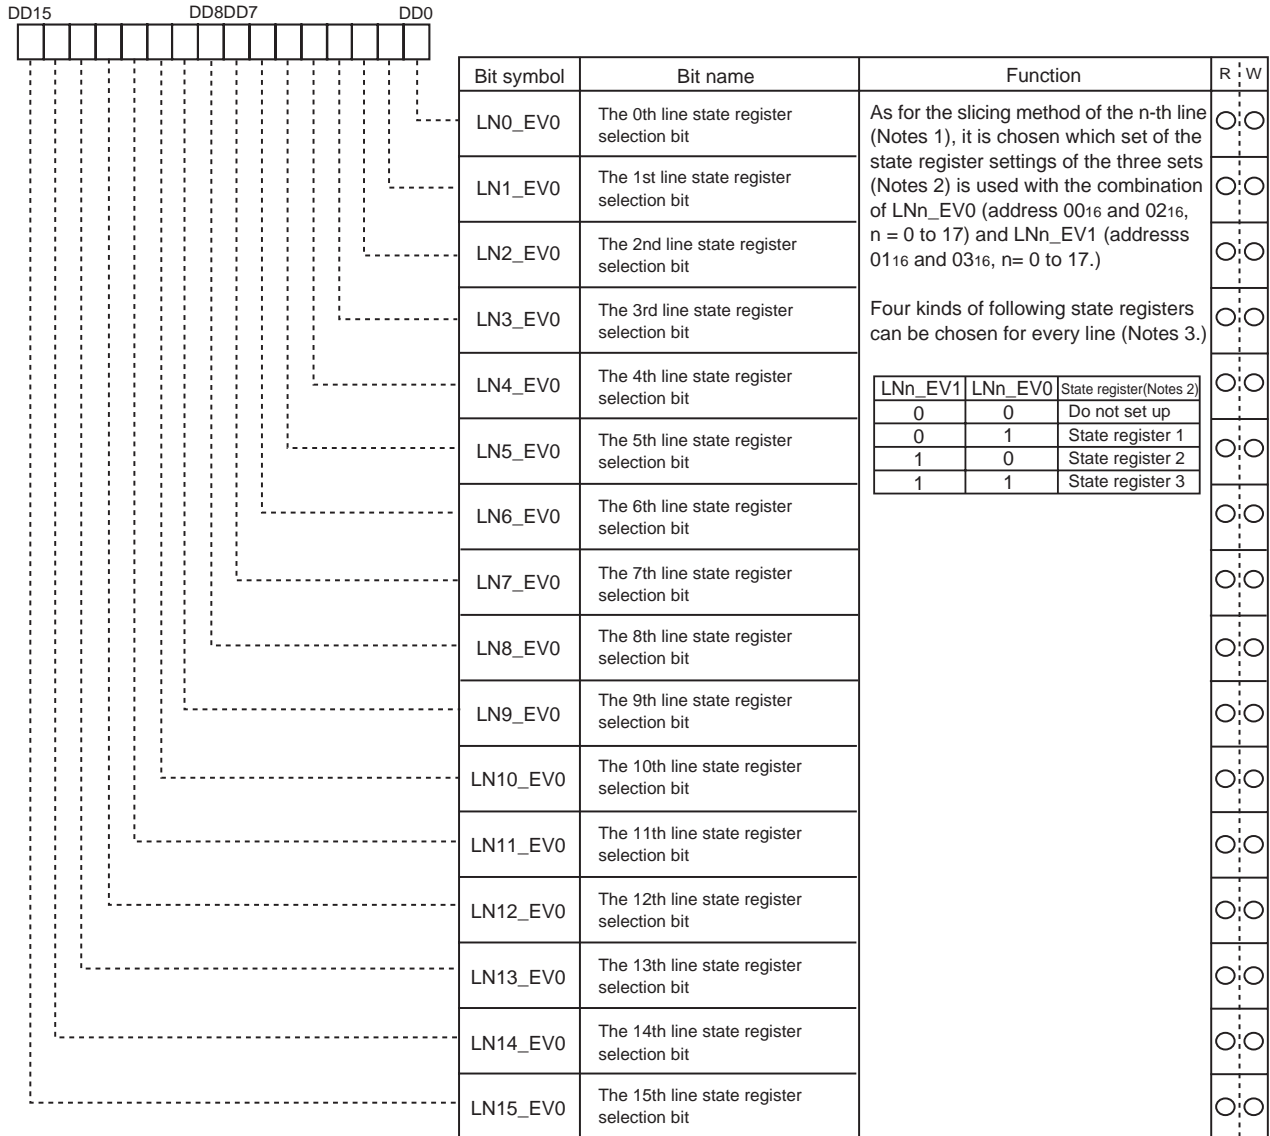 DD15 DD8DD7 DD0
Bit symbol Bit name Function R W
LN0_EV0 The 0th line state register
selection bit
LN1_EV0 The 1st line state register
selection bit
LN2_EV0 The 2nd line state register
selection bit
LN3_EV0 The 3rd line state register
selection bit
LN4_EV0 The 4th line state register
selection bit
LN5_EV0 The 5th line state register
selection bit
LN6_EV0 The 6th line state register
selection bit
LN7_EV0 The 7th line state register
selection bit
LN8_EV0 The 8th line state register
selection bit
LN9_EV0 The 9th line state register
selection bit
LN10_EV0 The 10th line state register
selection bit
LN11_EV0 The 11th line state register
selection bit
LN12_EV0 The 12th line state register
selection bit
LN13_EV0 The 13th line state register
selection bit
LN14_EV0 The 14th line state register
selection bit
LN15_EV0 The 15th line state register
selection bit
As for the slicing method of the n-th line
(Notes 1), it is chosen which set of the
state register settings of the three sets
(Notes 2) is used with the combination
of LNn_EV0 (address 0016 and 0216,
n = 0 to 17) and LNn_EV1 (addresss
0116 and 0316, n= 0 to 17.)
Four kinds of following state registers
can be chosen for every line (Notes 3.)
LNn_EV1 LNn_EV0 State register(Notes 2)
0 0 Do not set up
0 1 State register 1
1 0 State register 2
1 1 State register 3